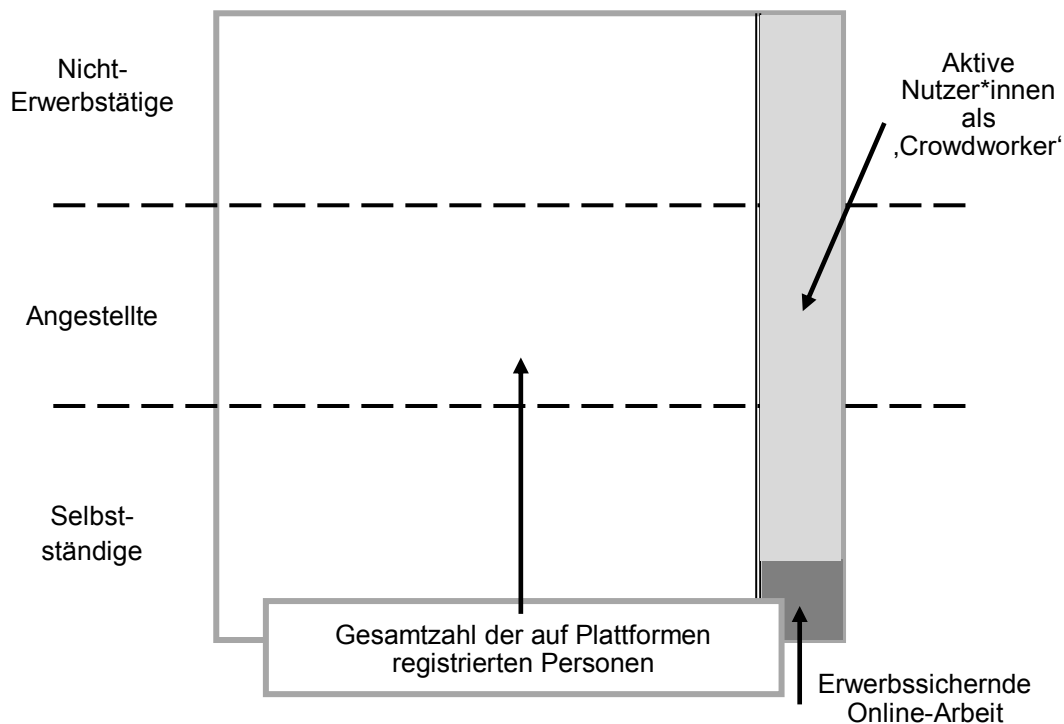 Nicht-
Erwerbstätige
Aktive
Nutzer*innen
als
‚Crowdworker‘
Angestellte
Selbst-
ständige
Gesamtzahl der auf Plattformen
registrierten Personen
Erwerbssichernde
Online-Arbeit